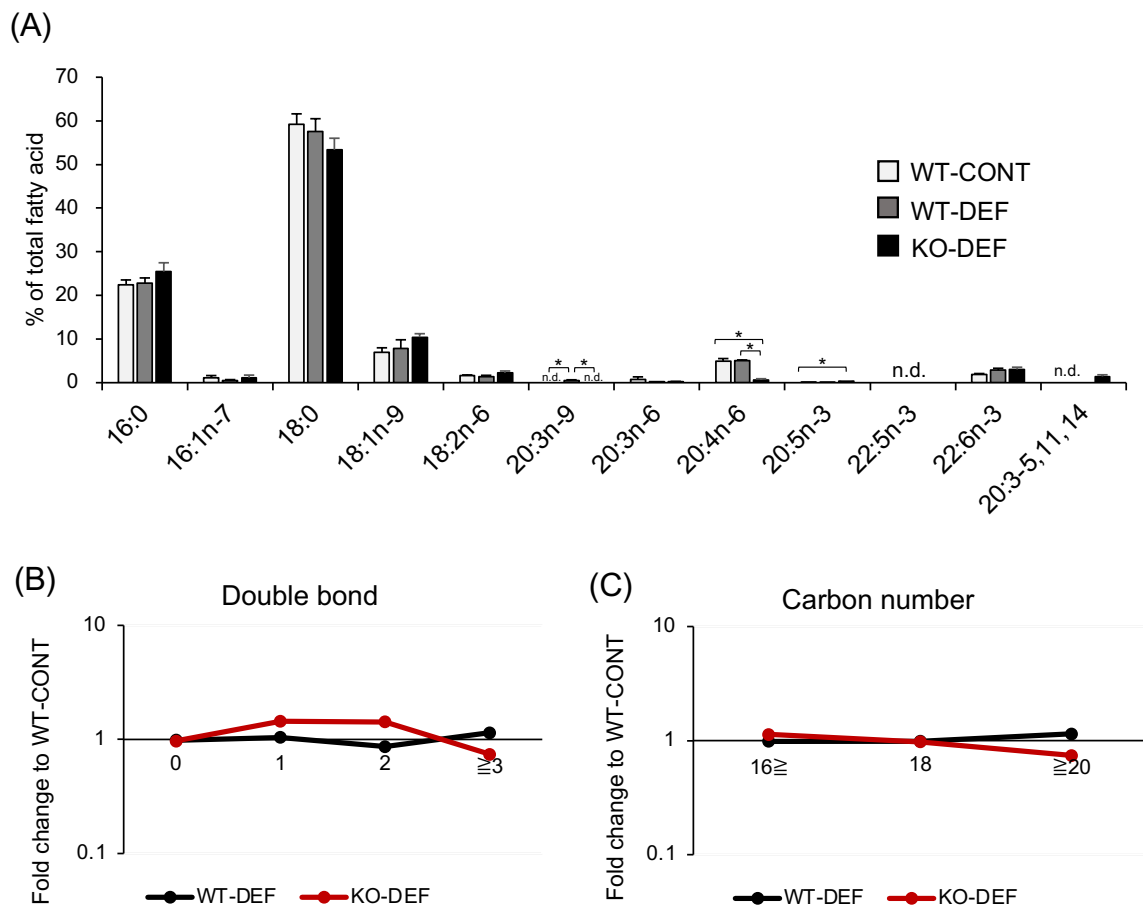 (A)
% of total fatty acid
70
60
50
40
30
20
10
0
WT-CONT
WT-DEF
KO-DEF
n.d.
*
*
n.d.
*
*
*
n.d.
n.d.
16:0
16:1n-7
18:0
18:1n-9
18:2n-6
20:3n-9
20:3n-6
20:4n-6
20:5n-3
22:5n-3
22:6n-3
20:3-5, 11, 14
(B)
Double bond
Fold change to WT-CONT
10
1
0.1
0
1
2
≧3
WT-DEF
KO-DEF
(C)
Carbon number
Fold change to WT-CONT
10
1
0.1
16≧
18
≧20
WT-DEF
KO-DEF